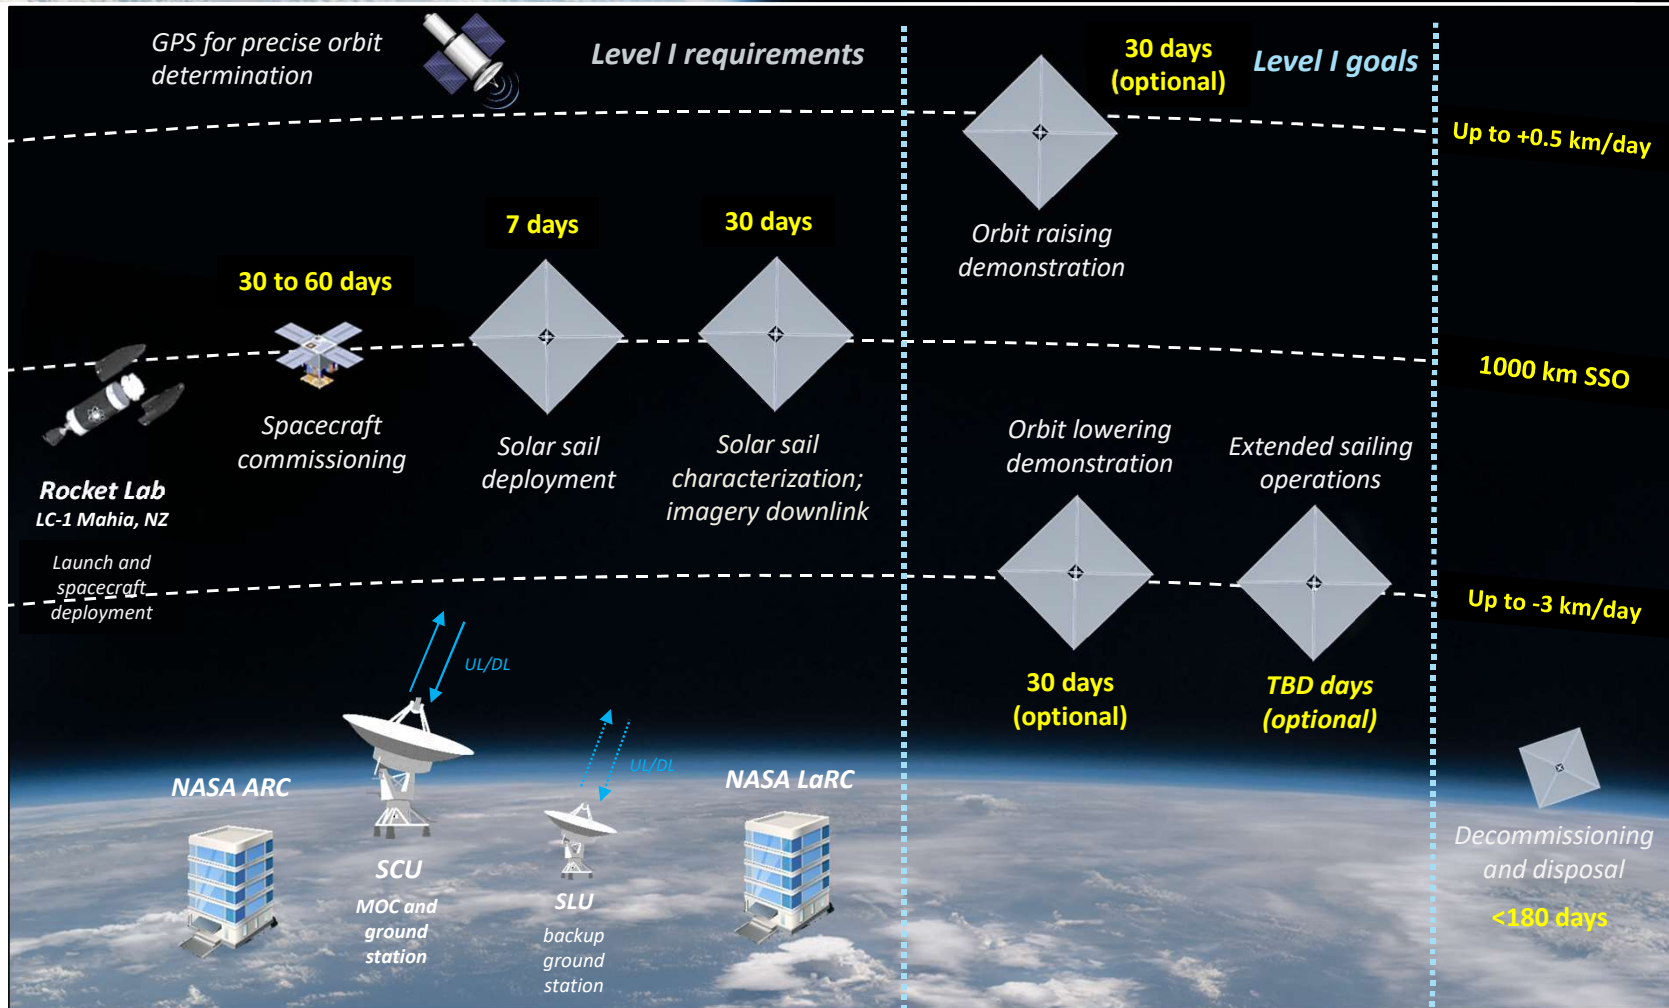 GPS for precise orbit
determination
Level I requirements
30 days
(optional)
Level I goals
Up to +0.5 km/day
Orbit raising
demonstration
7 days
30 days
30 to 60 days
1000 km SSO
Spacecraft
commissioning
Solar sail
deployment
Solar sail
characterization;
imagery downlink
Orbit lowering
demonstration
Extended sailing
operations
Rocket Lab
LC-1 Mahia, NZ
Launch and
spacecraft
deployment
Up to -3 km/day
UL/DL
30 days
(optional)
TBD days
(optional)
UL/DL
NASA ARC
NASA LaRC
SCU
MOC and
ground
station
SLU
backup
ground
station
Decommissioning
and disposal
<180 days